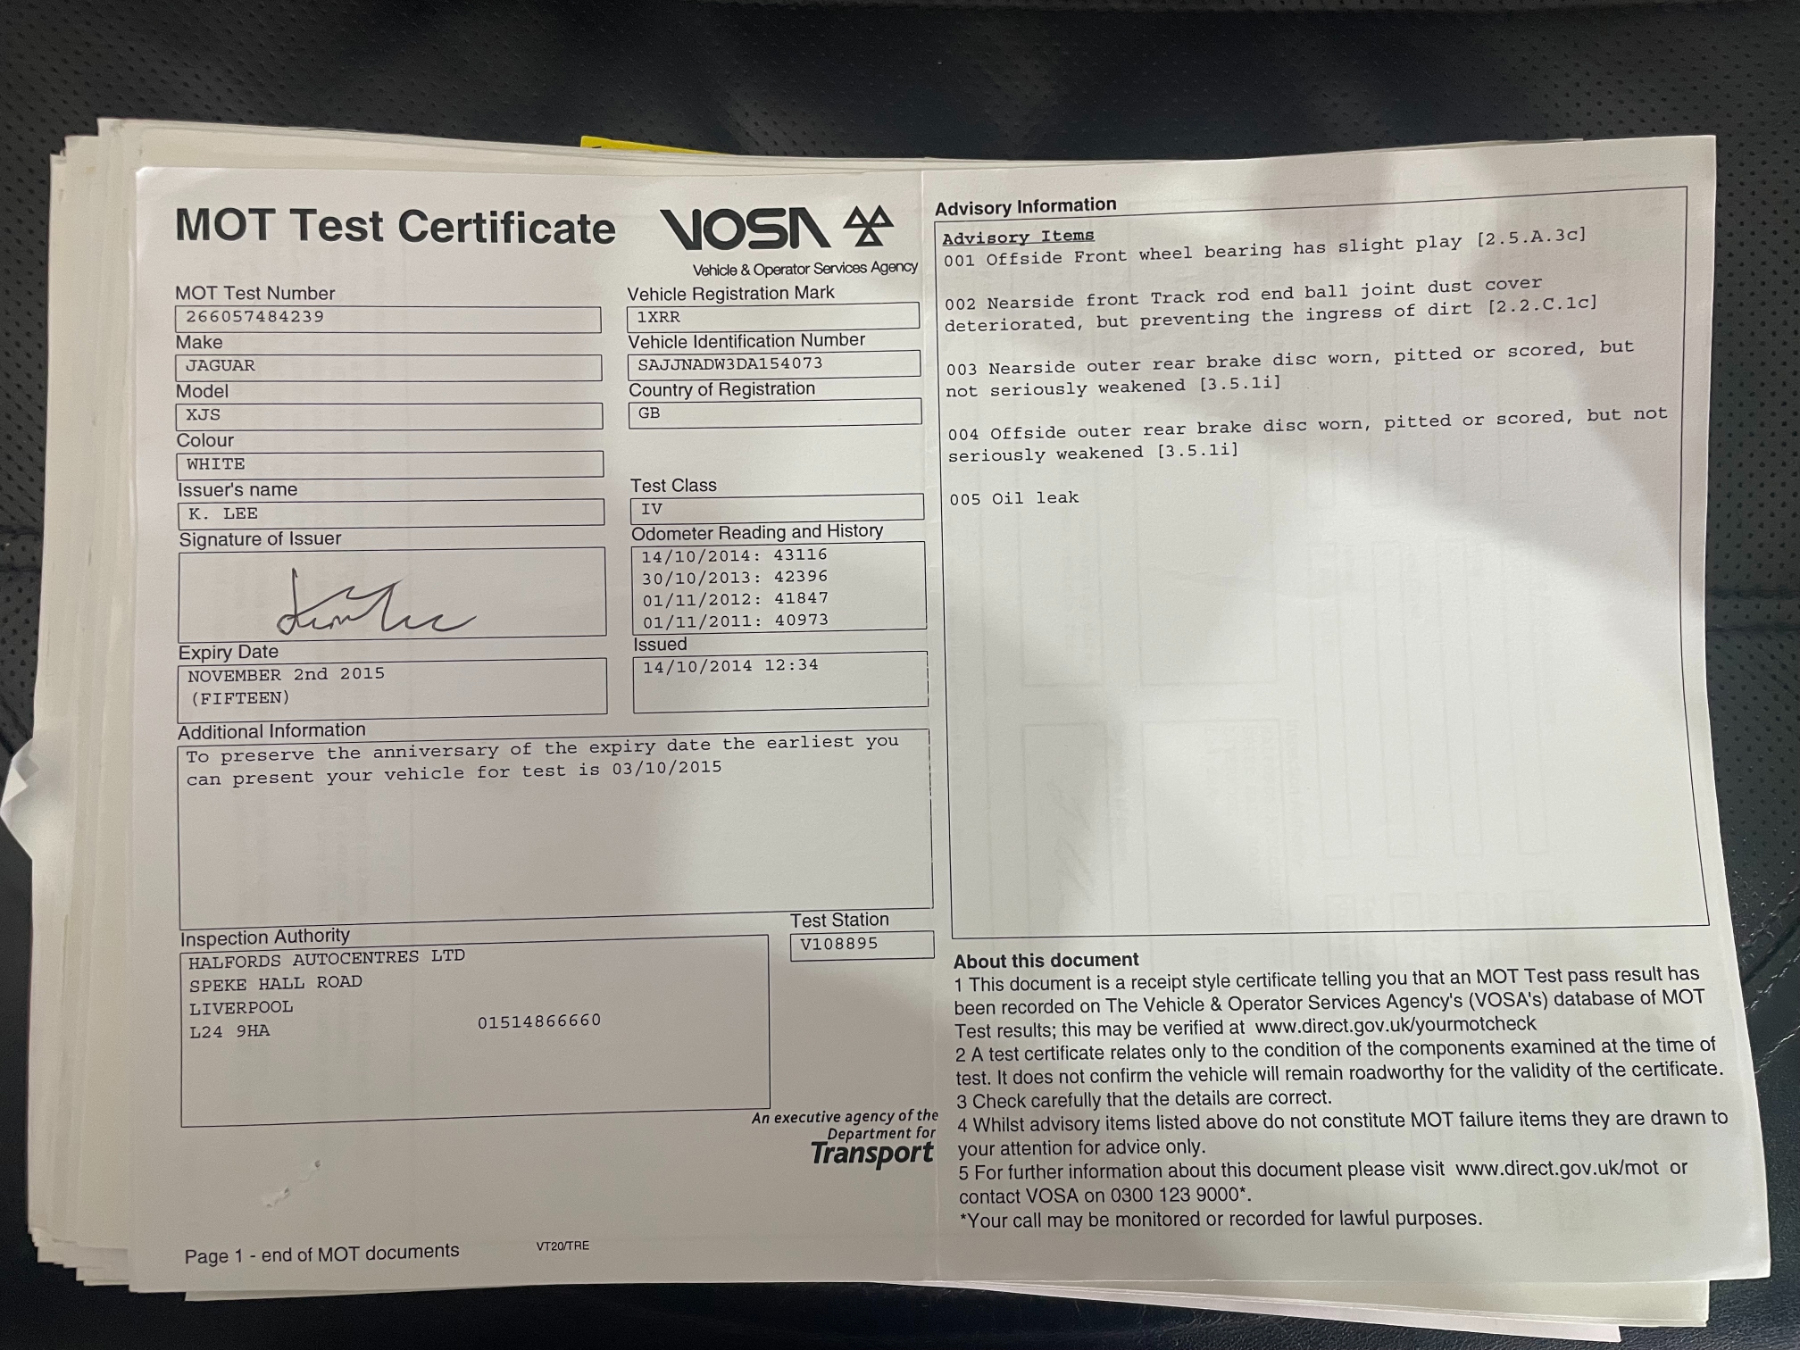 MOT Test Certificate
VOSA
Vehicle & Operator Services Agency
MOT Test Number
266057484239
Vehicle Registration Mark
1XRR
Make
JAGUAR
Vehicle Identification Number
SAJJNADW3DA154073
Model
XJS
Country of Registration
GB
Colour
WHITE
Issuer's name
K. LEE
Test Class
IV
Signature of Issuer
Odometer Reading and History
14/10/2014: 43116
30/10/2013: 42396
01/11/2012: 41847
01/11/2011: 40973
Expiry Date
NOVEMBER 2nd 2015
(FIFTEEN)
Issued
14/10/2014 12:34
Additional Information
To preserve the anniversary of the expiry date the earliest you
can present your vehicle for test is 03/10/2015
Inspection Authority
HALFORDS AUTOCENTRES LTD
SPEKE HALL ROAD
LIVERPOOL
L24 9HA
01514866660
Test Station
V108895
An executive agency of the
Department for
Transport
Page 1 - end of MOT documents
VT20/TRE
Advisory Information
Advisory Items
001 Offside Front wheel bearing has slight play [2.5.A.3c]
002 Nearside front Track rod end ball joint dust cover
deteriorated, but preventing the ingress of dirt [2.2.C.1c]
003 Nearside outer rear brake disc worn, pitted or scored, but
not seriously weakened [3.5.1i]
004 Offside outer rear brake disc worn, pitted or scored, but not
seriously weakened [3.5.1i]
005 Oil leak
About this document
1 This document is a receipt style certificate telling you that an MOT Test pass result has
been recorded on The Vehicle & Operator Services Agency's (VOSA's) database of MOT
Test results; this may be verified at www.direct.gov.uk/yourmotcheck
2 A test certificate relates only to the condition of the components examined at the time of
test. It does not confirm the vehicle will remain roadworthy for the validity of the certificate.
3 Check carefully that the details are correct.
4 Whilst advisory items listed above do not constitute MOT failure items they are drawn to
your attention for advice only.
5 For further information about this document please visit www.direct.gov.uk/mot or
contact VOSA on 0300 123 9000*.
*Your call may be monitored or recorded for lawful purposes.